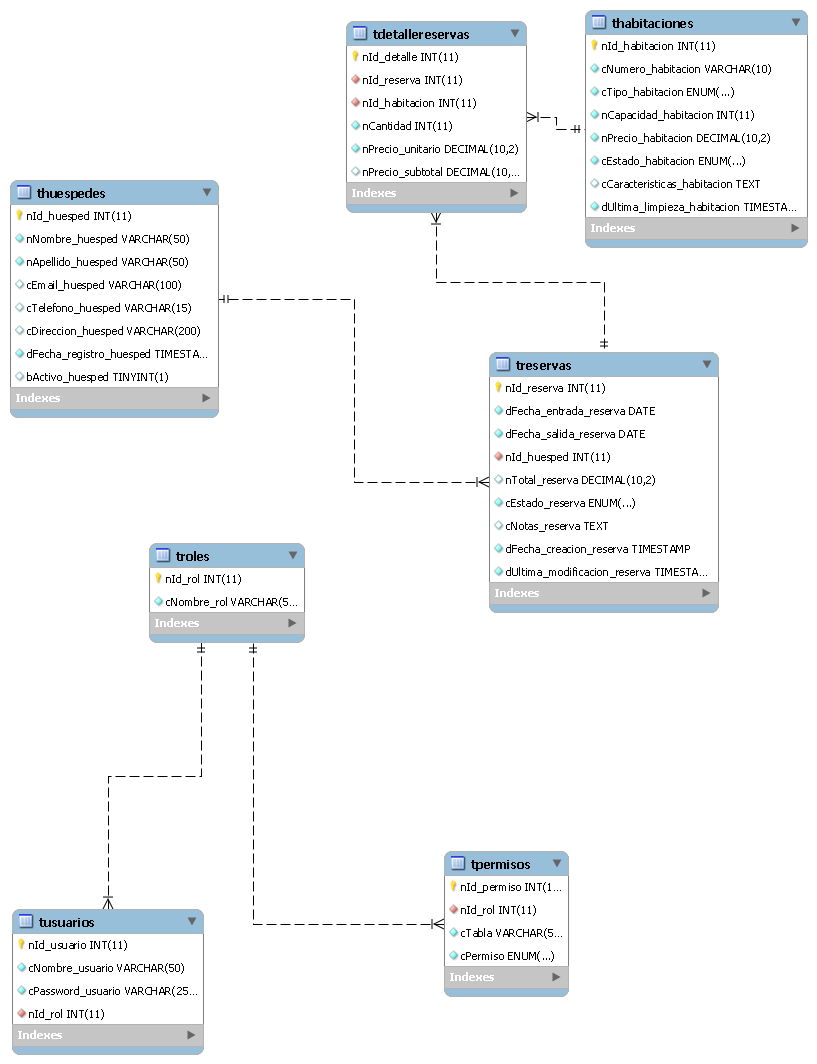 tdetallereservas
nId_detalle INT(11)
nId_reserva INT(11)
nId_habitacion INT(11)
nCantidad INT(11)
nPrecio_unitario DECIMAL(10,2)
nPrecio_subtotal DECIMAL(10,...
Indexes
thabitaciones
nId_habitacion INT(11)
cNumero_habitacion VARCHAR(10)
cTipo_habitacion ENUM(...)
nCapacidad_habitacion INT(11)
nPrecio_habitacion DECIMAL(10,2)
cEstado_habitacion ENUM(...)
cCaracteristicas_habitacion TEXT
dUltima_limpieza_habitacion TIMESTA...
Indexes
thuespedes
nId_huesped INT(11)
nNombre_huesped VARCHAR(50)
nApellido_huesped VARCHAR(50)
cEmail_huesped VARCHAR(100)
cTelefono_huesped VARCHAR(15)
cDireccion_huesped VARCHAR(200)
dFecha_registro_huesped TIMESTA...
bActivo_huesped TINYINT(1)
Indexes
treservas
nId_reserva INT(11)
dFecha_entrada_reserva DATE
dFecha_salida_reserva DATE
nId_huesped INT(11)
nTotal_reserva DECIMAL(10,2)
cEstado_reserva ENUM(...)
cNotas_reserva TEXT
dFecha_creacion_reserva TIMESTAMP
dUltima_modificacion_reserva TIMESTA...
Indexes
troles
nId_rol INT(11)
cNombre_rol VARCHAR(5...
Indexes
tpermisos
nId_permiso INT(1...
nId_rol INT(11)
cTabla VARCHAR(5...
cPermiso ENUM(...)
Indexes
tusuarios
nId_usuario INT(11)
cNombre_usuario VARCHAR(50)
cPassword_usuario VARCHAR(25...
nId_rol INT(11)
Indexes